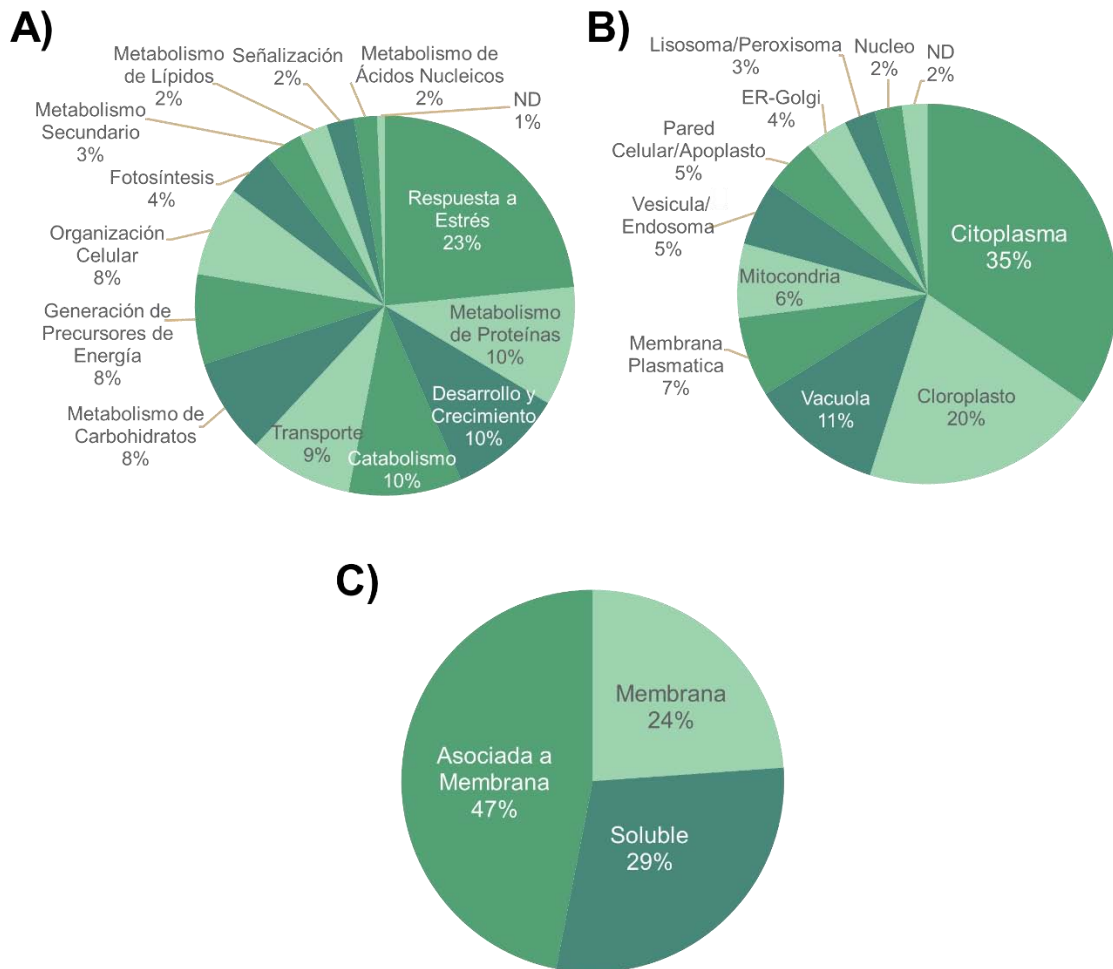 A)
Metabolismo
de Lípidos
2%
Señalización
2%
Metabolismo de
Ácidos Nucleicos
2%
ND
1%
Metabolismo
Secundario
3%
Fotosíntesis
4%
Organización
Celular
8%
Generación de
Precursores de
Energía
8%
Metabolismo de
Carbohidratos
8%
Transporte
9%
Catabolismo
10%
Desarrollo y
Crecimiento
10%
Metabolismo
de Proteínas
10%
Respuesta a
Estrés
23%
B)
Lisosoma/Peroxisoma
3%
Nucleo
2%
ND
2%
ER-Golgi
4%
Pared
Celular/Apoplasto
5%
Vesicula/
Endosoma
5%
Mitocondria
6%
Membrana
Plasmatica
7%
Vacuola
11%
Cloroplasto
20%
Citoplasma
35%
C)
Membrana
24%
Asociada a
Membrana
47%
Soluble
29%